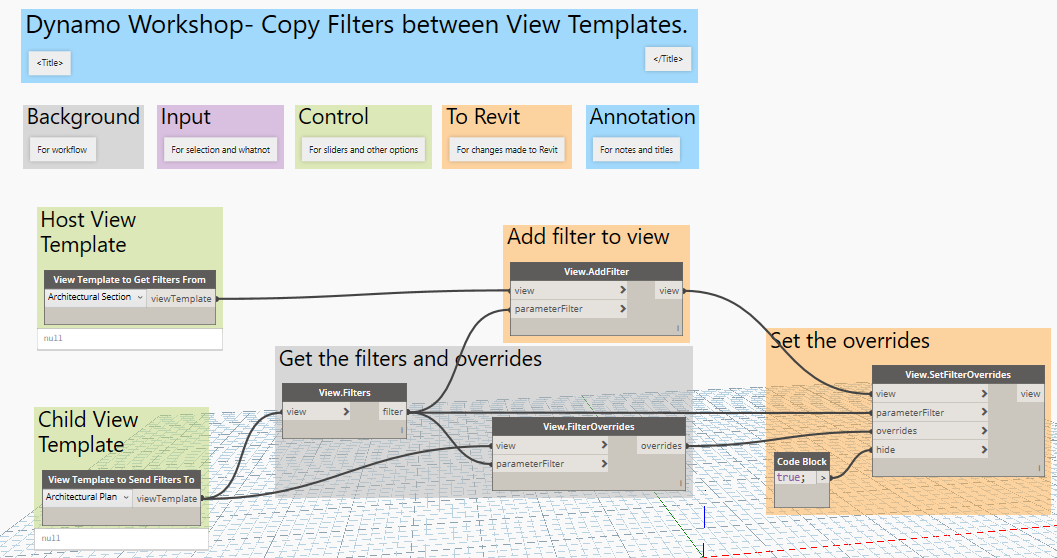 Dynamo Workshop- Copy Filters between View Templates.
<Title>
</Title>
Background
For workflow
Input
For selection and whatnot
Control
For sliders and other options
To Revit
For changes made to Revit
Annotation
For notes and titles
Host View
Template
View Template to Get Filters From
Architectural Section
viewTemplate
null
Child View
Template
View Template to Send Filters To
Architectural Plan
viewTemplate
null
Get the filters and overrides
View.Filters
view > filter
I
View.FilterOverrides
view > overrides
parameterFilter >
I
Add filter to view
View.AddFilter
view > view
parameterFilter >
I
Set the overrides
View.SetFilterOverrides
view > view
parameterFilter >
overrides >
hide >
I
Code Block
true; >